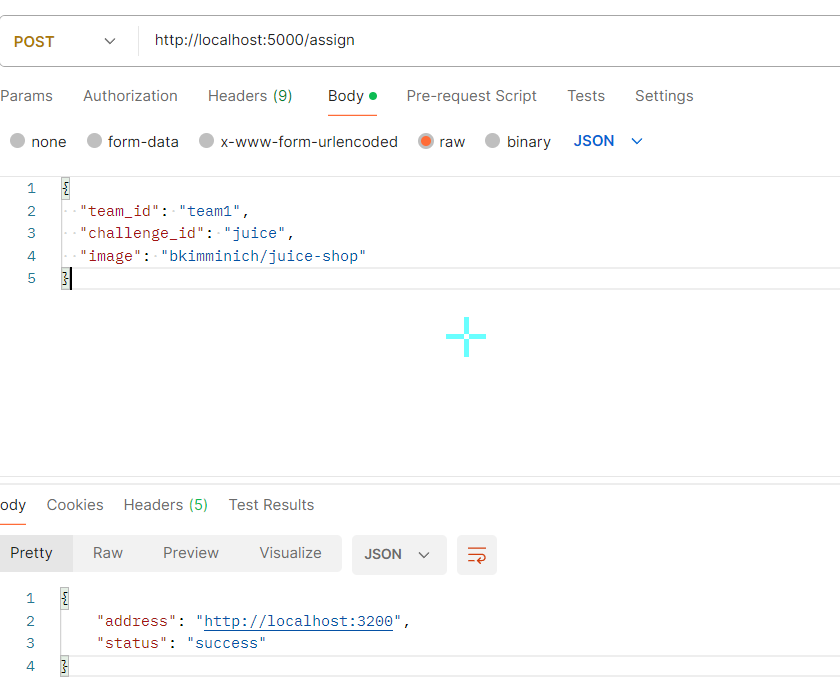 POST http://localhost:5000/assign
Params Authorization Headers (9) Body Pre-request Script Tests Settings
none form-data x-www-form-urlencoded raw binary JSON
1 {
2 "team_id": "team1",
3 "challenge_id": "juice",
4 "image": "bkimminich/juice-shop"
5 }
ody Cookies Headers (5) Test Results
Pretty Raw Preview Visualize JSON
1 {
2 "address": "http://localhost:3200",
3 "status": "success"
4 }